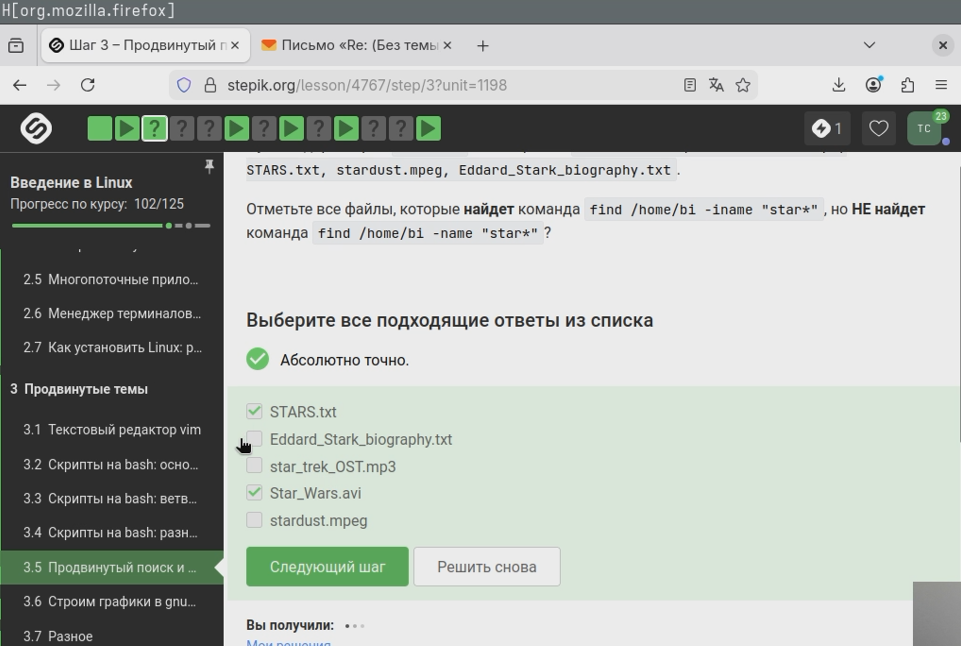 H[org.mozilla.firefox]
Шаг 3 – Продвинутый п
Письмо «Re: (Без темы
stepik.org/lesson/4767/step/3?unit=1198
1
TC
23
Введение в Linux
Прогресс по курсу: 102/125
2.5 Многопоточные прило...
2.6 Менеджер терминалов...
2.7 Как установить Linux: р...
3 Продвинутые темы
3.1 Текстовый редактор vim
3.2 Скрипты на bash: осно...
3.3 Скрипты на bash: ветв...
3.4 Скрипты на bash: разн...
3.5 Продвинутый поиск и ...
3.6 Строим графики в gnu...
3.7 Разное
STARS.txt, stardust.mpeg, Eddard_Stark_biography.txt.
Отметьте все файлы, которые найдет команда find /home/bi -iname "star*", но НЕ найдет
команда find /home/bi -name "star*"?
Выберите все подходящие ответы из списка
Абсолютно точно.
STARS.txt
Eddard_Stark_biography.txt
star_trek_OST.mp3
Star_Wars.avi
stardust.mpeg
Следующий шаг
Решить снова
Вы получили:
Мои решения